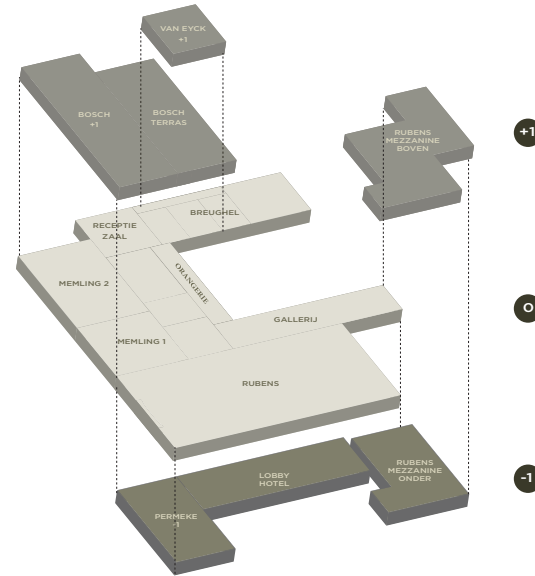 VAN EYCK
+1
BOSCH
+1
BOSCH
TERRAS
RUBENS
MEZZANINE
BOVEN
+1
RECEPTIE
ZAAL
BREUGHEL
MEMLING 2
ORANGERIE
MEMLING 1
GALLERIJ
0
RUBENS
LOBBY
HOTEL
RUBENS
MEZZANINE
ONDER
-1
PERMEKE
-1